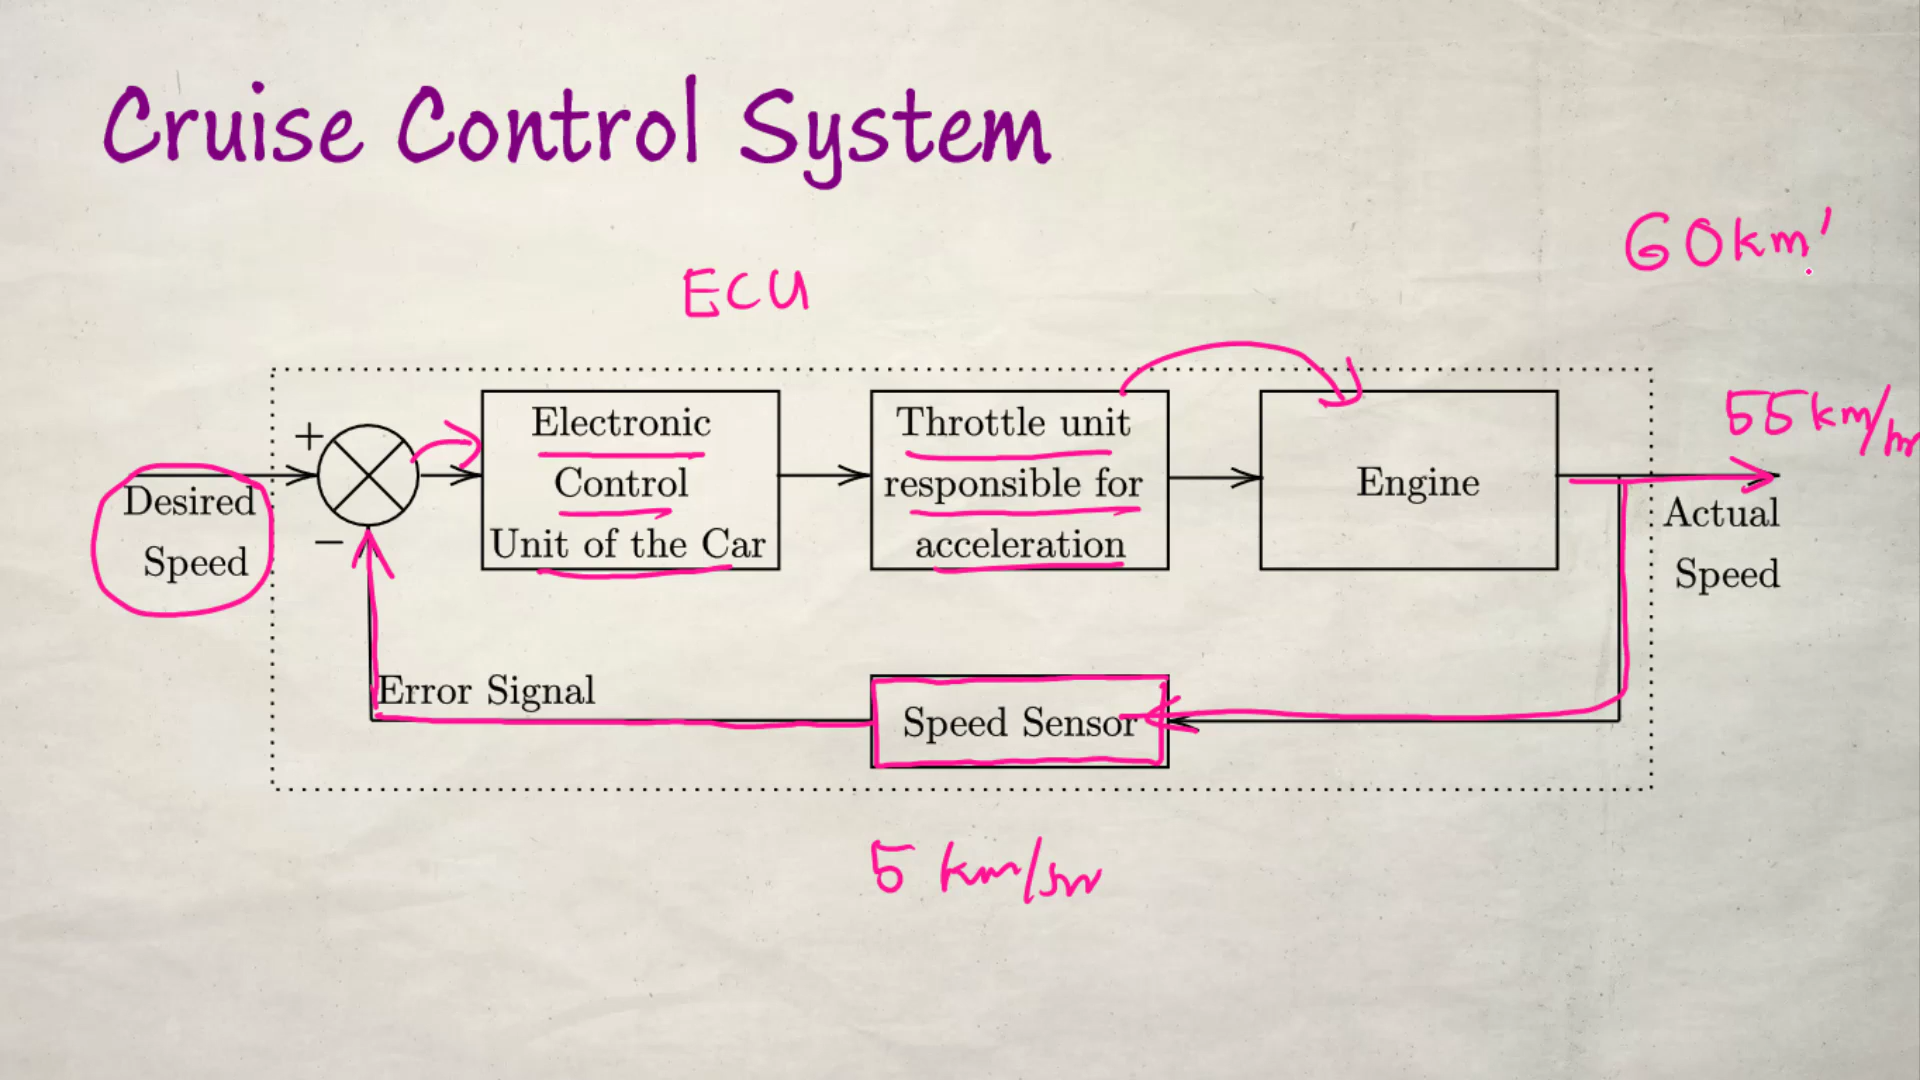 Cruise Control System
60km
ECU
55km/hr
+
Electronic
Control
Unit of the Car
Throttle unit
responsible for
acceleration
Engine
Desired
Speed
−
Actual
Speed
Error Signal
Speed Sensor
5 km/hr